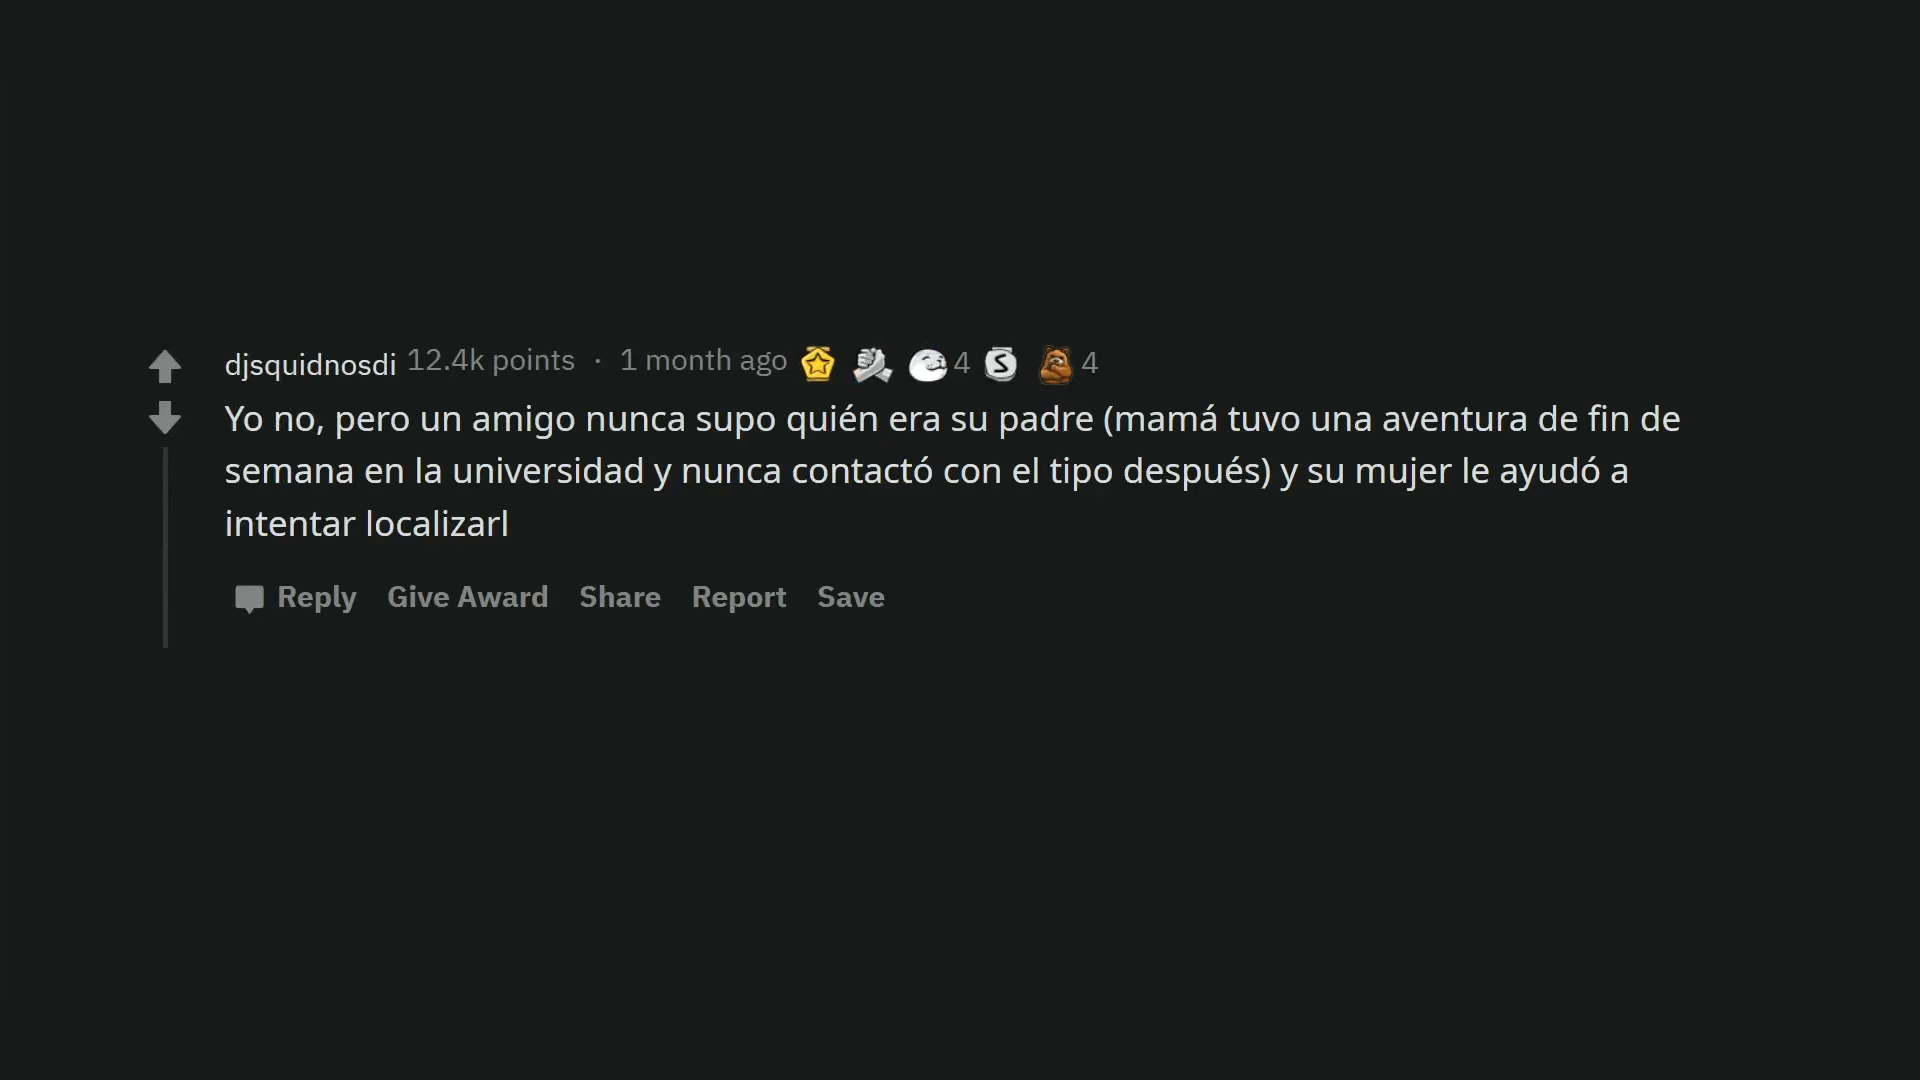 djsquidnosdi 12.4k points · 1 month ago 4 S 4
Yo no, pero un amigo nunca supo quién era su padre (mamá tuvo una aventura de fin de
semana en la universidad y nunca contactó con el tipo después) y su mujer le ayudó a
intentar localizarl
Reply Give Award Share Report Save